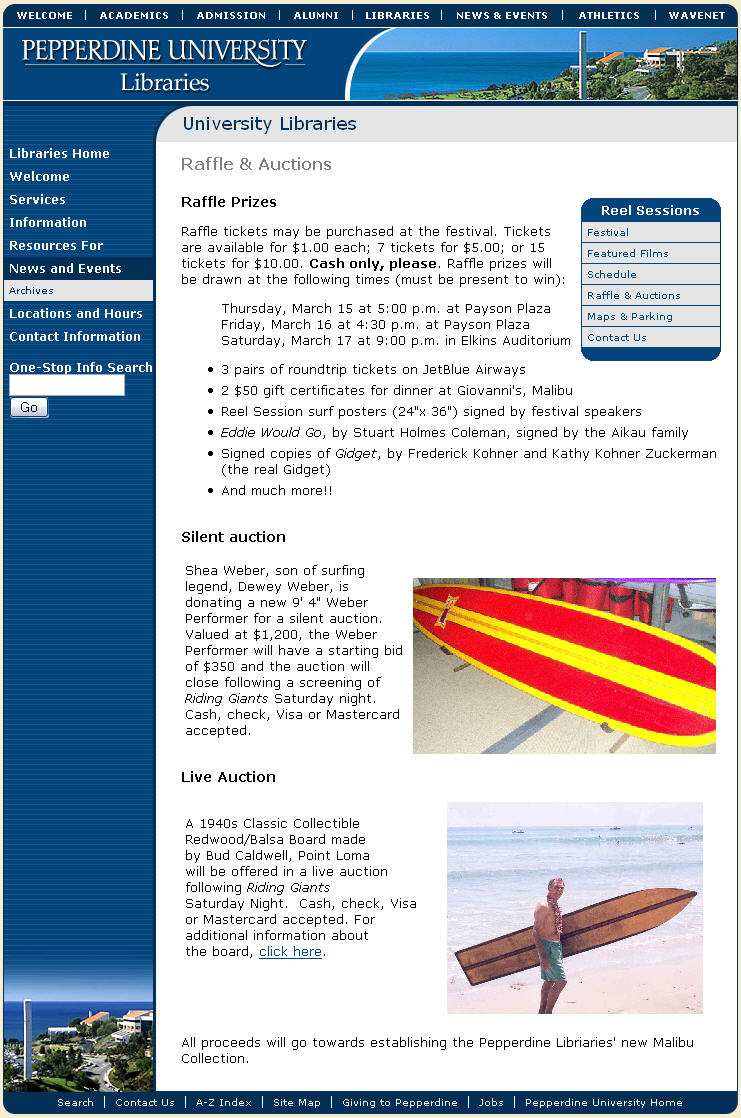 WELCOME | ACADEMICS | ADMISSION | ALUMNI | LIBRARIES | NEWS & EVENTS | ATHLETICS | WAVENET
PEPPERDINE UNIVERSITY
Libraries
University Libraries
Libraries Home
Welcome
Services
Information
Resources For
News and Events
Archives
Locations and Hours
Contact Information
One-Stop Info Search
Go
Raffle & Auctions
Raffle Prizes
Raffle tickets may be purchased at the festival. Tickets
are available for $1.00 each; 7 tickets for $5.00; or 15
tickets for $10.00. Cash only, please. Raffle prizes will
be drawn at the following times (must be present to win):
Thursday, March 15 at 5:00 p.m. at Payson Plaza
Friday, March 16 at 4:30 p.m. at Payson Plaza
Saturday, March 17 at 9:00 p.m. in Elkins Auditorium
Reel Sessions
Festival
Featured Films
Schedule
Raffle & Auctions
Maps & Parking
Contact Us
• 3 pairs of roundtrip tickets on JetBlue Airways
• 2 $50 gift certificates for dinner at Giovanni's, Malibu
• Reel Session surf posters (24"x 36") signed by festival speakers
• Eddie Would Go, by Stuart Holmes Coleman, signed by the Aikau family
• Signed copies of Gidget, by Frederick Kohner and Kathy Kohner Zuckerman
(the real Gidget)
• And much more!!
Silent auction
Shea Weber, son of surfing
legend, Dewey Weber, is
donating a new 9' 4" Weber
Performer for a silent auction.
Valued at $1,200, the Weber
Performer will have a starting bid
of $350 and the auction will
close following a screening of
Riding Giants Saturday night.
Cash, check, Visa or Mastercard
accepted.
Live Auction
A 1940s Classic Collectible
Redwood/Balsa Board made
by Bud Caldwell, Point Loma
will be offered in a live auction
following Riding Giants
Saturday Night.  Cash, check, Visa
or Mastercard accepted. For
additional information about
the board, click here.
All proceeds will go towards establishing the Pepperdine Libriaries' new Malibu
Collection.
Search | Contact Us | A-Z Index | Site Map | Giving to Pepperdine | Jobs | Pepperdine University Home